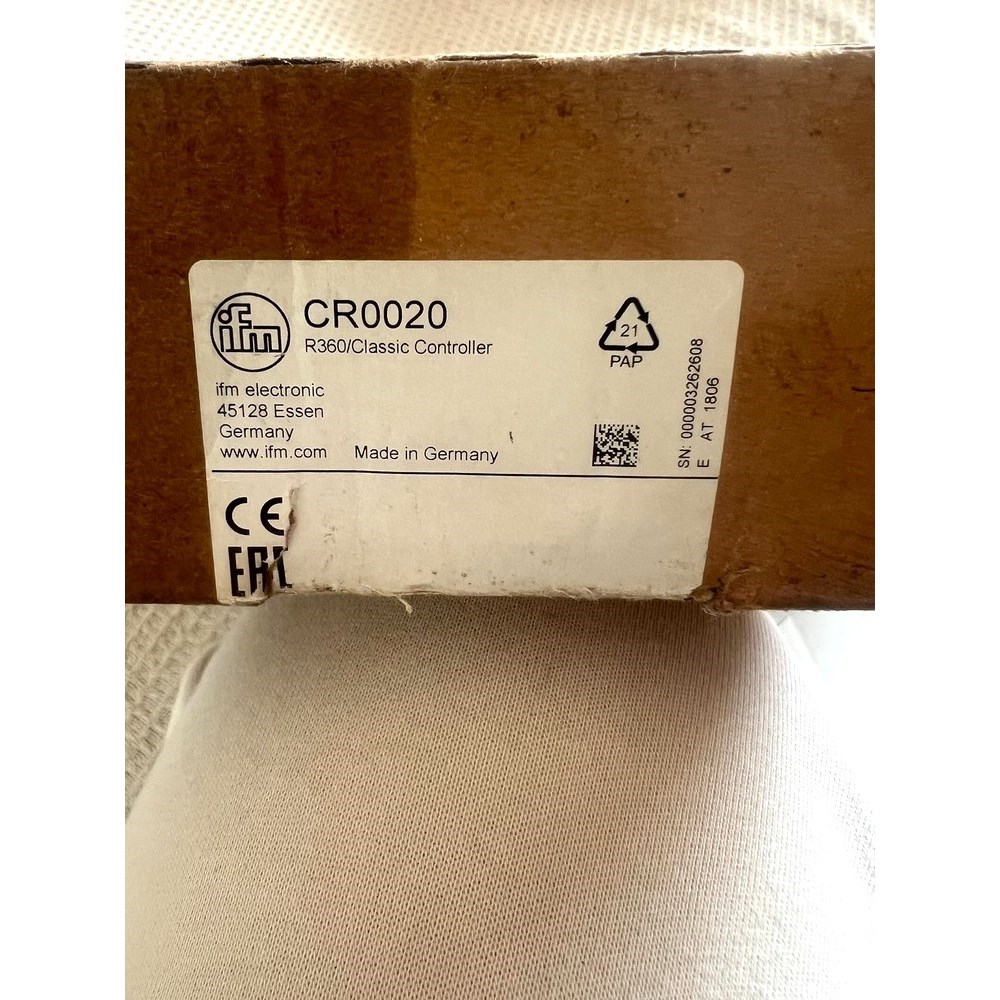 ifm
CR0020
R360/Classic Controller
ifm electronic
45128 Essen
Germany
www.ifm.com
Made in Germany
21
PAP
SN: 000003262608
E AT 1806
CE
EAC